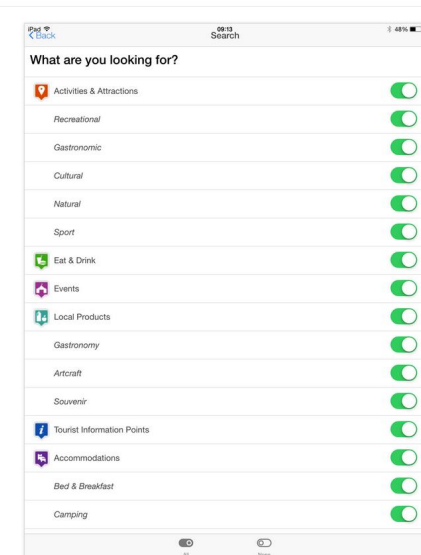 iPad 09:13 48%
Back Search
What are you looking for?
Activities & Attractions
Recreational
Gastronomic
Cultural
Natural
Sport
Eat & Drink
Events
Local Products
Gastronomy
Artcraft
Souvenir
Tourist Information Points
Accommodations
Bed & Breakfast
Camping
All